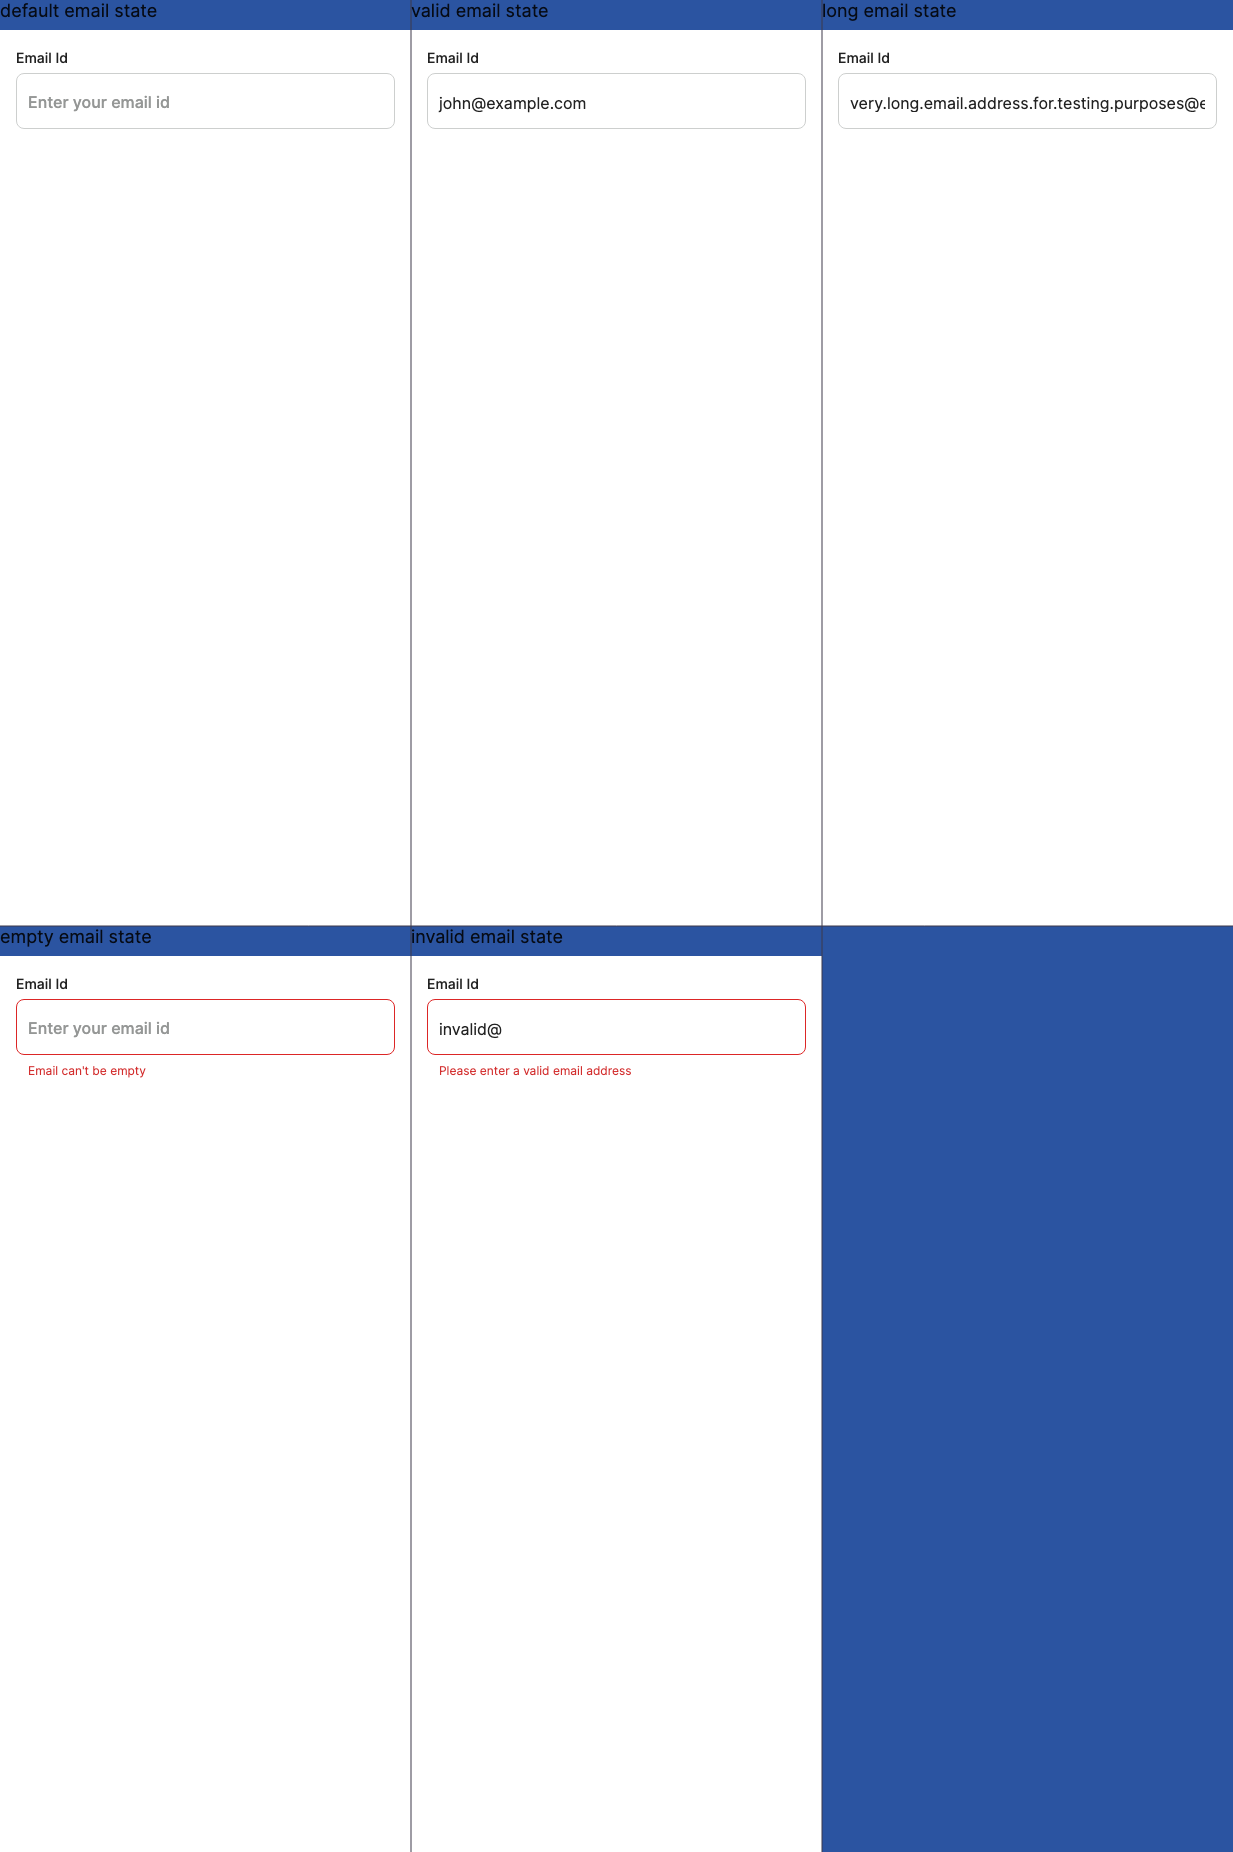 default email state
Email Id
Enter your email id
valid email state
Email Id
john@example.com
long email state
Email Id
very.long.email.address.for.testing.purposes@e
empty email state
Email Id
Enter your email id
Email can't be empty
invalid email state
Email Id
invalid@
Please enter a valid email address